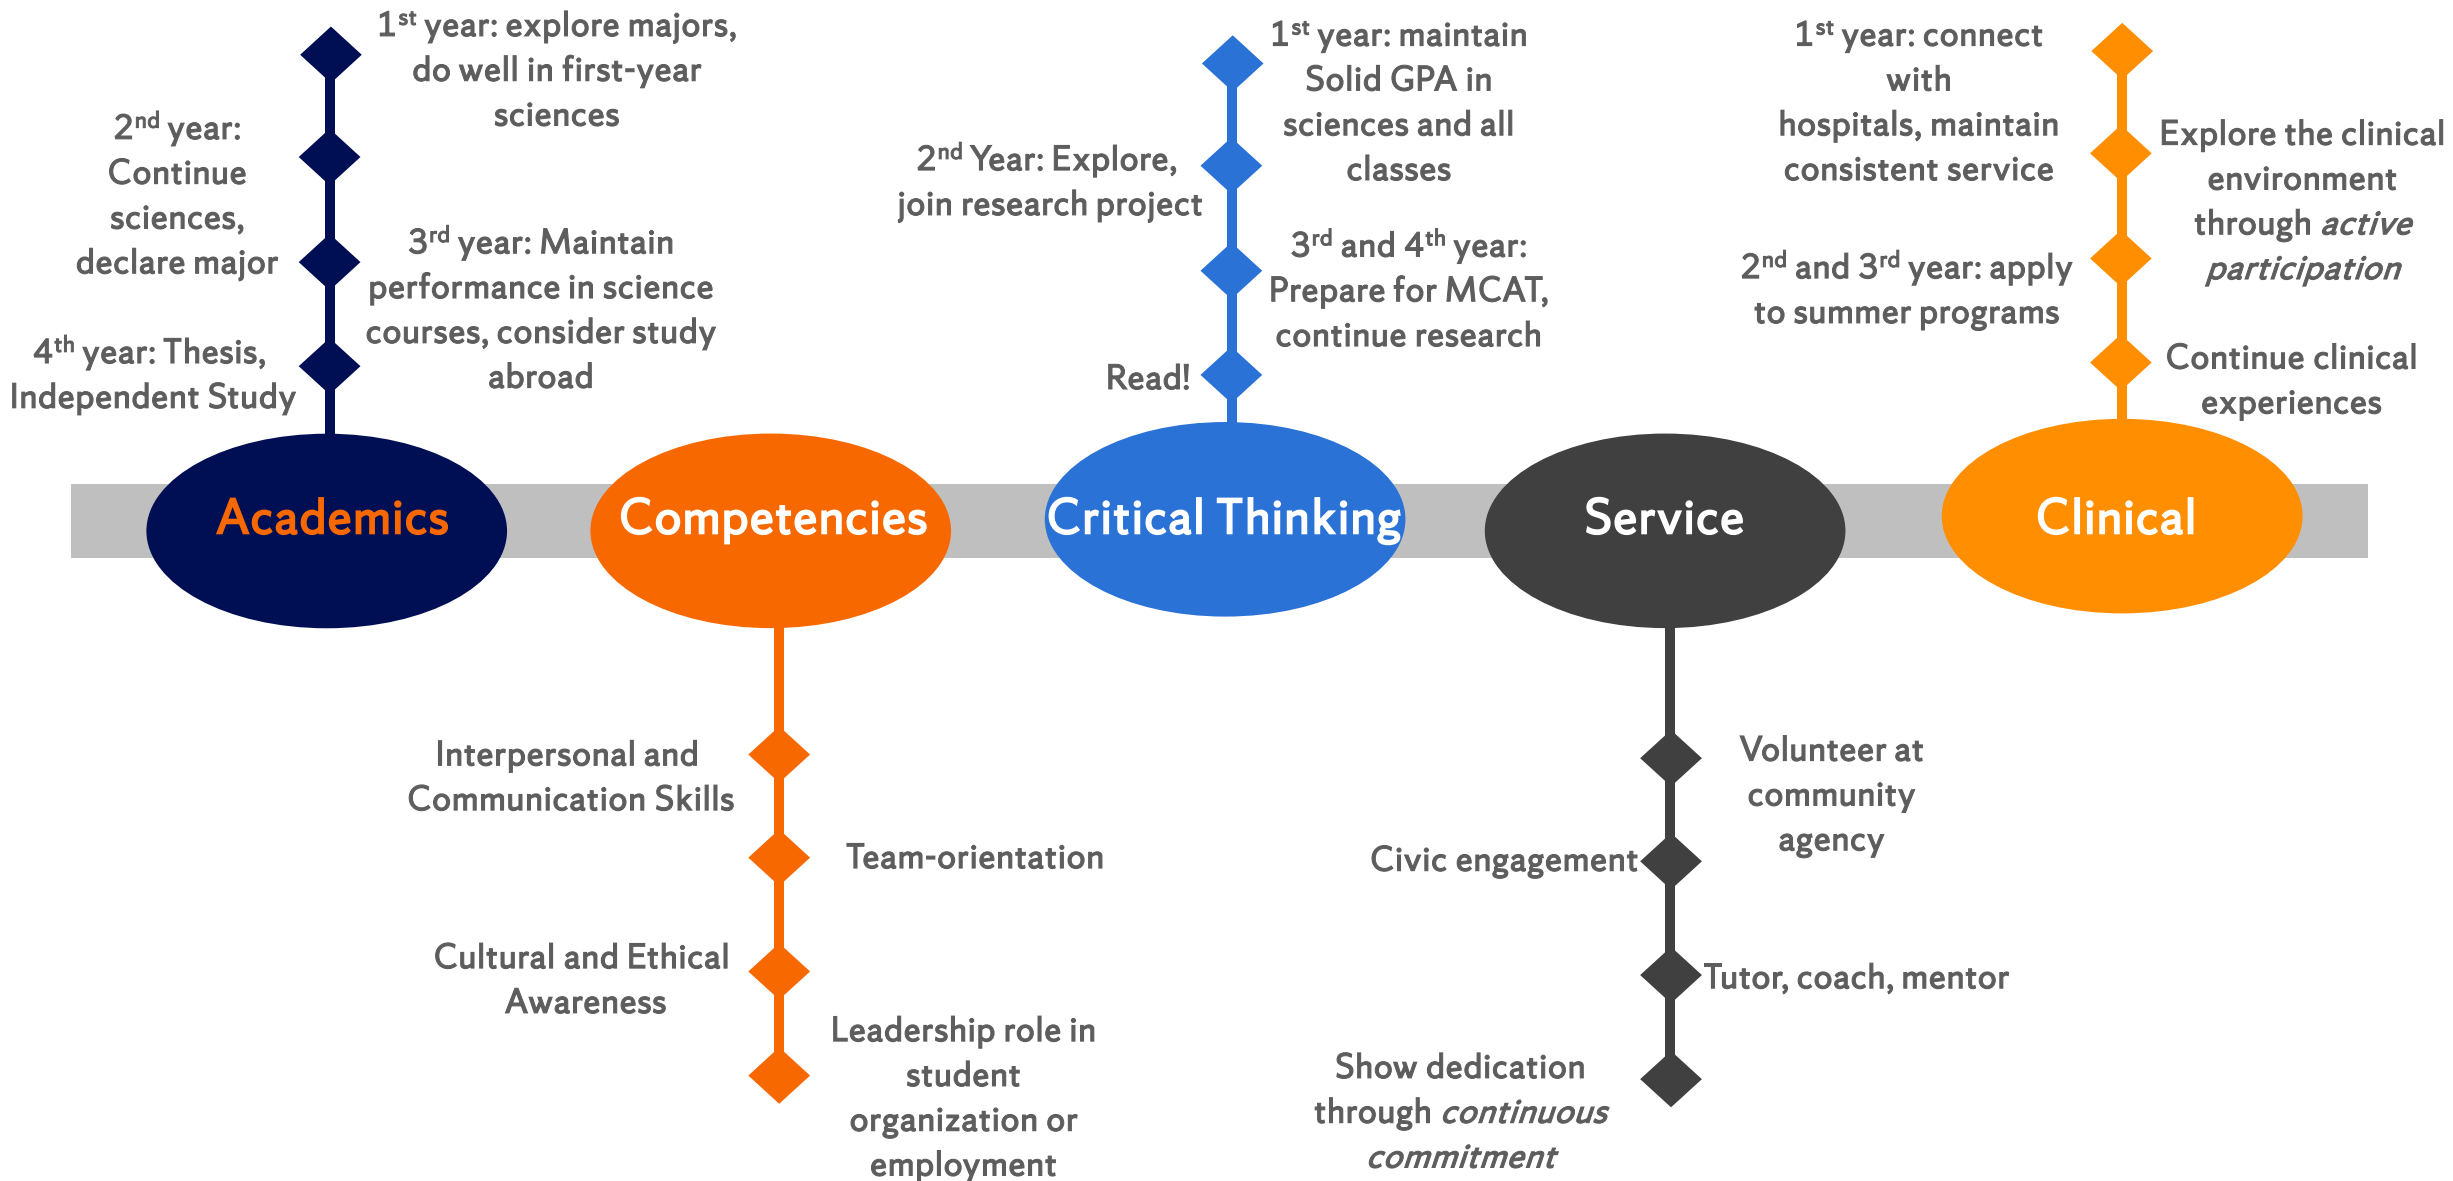 1st year: explore majors,
do well in first-year
sciences
2nd year:
Continue
sciences,
declare major
3rd year: Maintain
performance in science
courses, consider study
abroad
4th year: Thesis,
Independent Study
Academics
Interpersonal and
Communication Skills
Team-orientation
Cultural and Ethical
Awareness
Leadership role in
student
organization or
employment
Competencies
1st year: maintain
Solid GPA in
sciences and all
classes
2nd Year: Explore,
join research project
3rd and 4th year:
Prepare for MCAT,
continue research
Read!
Critical Thinking
Volunteer at
community
agency
Civic engagement
Tutor, coach, mentor
Show dedication
through continuous
commitment
Service
1st year: connect
with
hospitals, maintain
consistent service
Explore the clinical
environment
through active
participation
2nd and 3rd year: apply
to summer programs
Continue clinical
experiences
Clinical